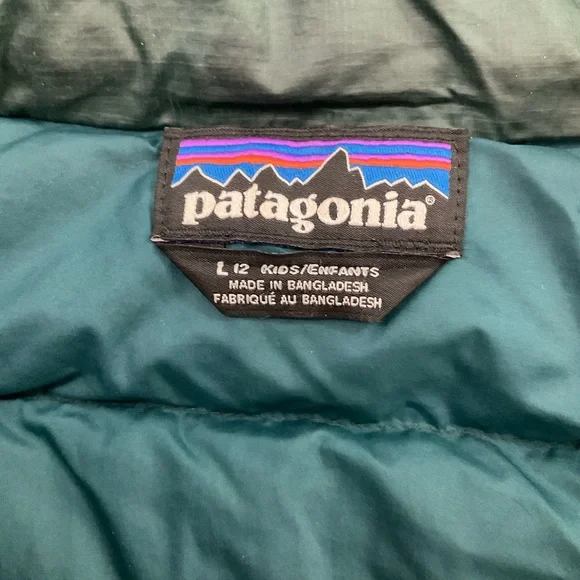 patagonia®
L 12 KIDS/ENFANTS
MADE IN BANGLADESH
FABRIQUÉ AU BANGLADESH